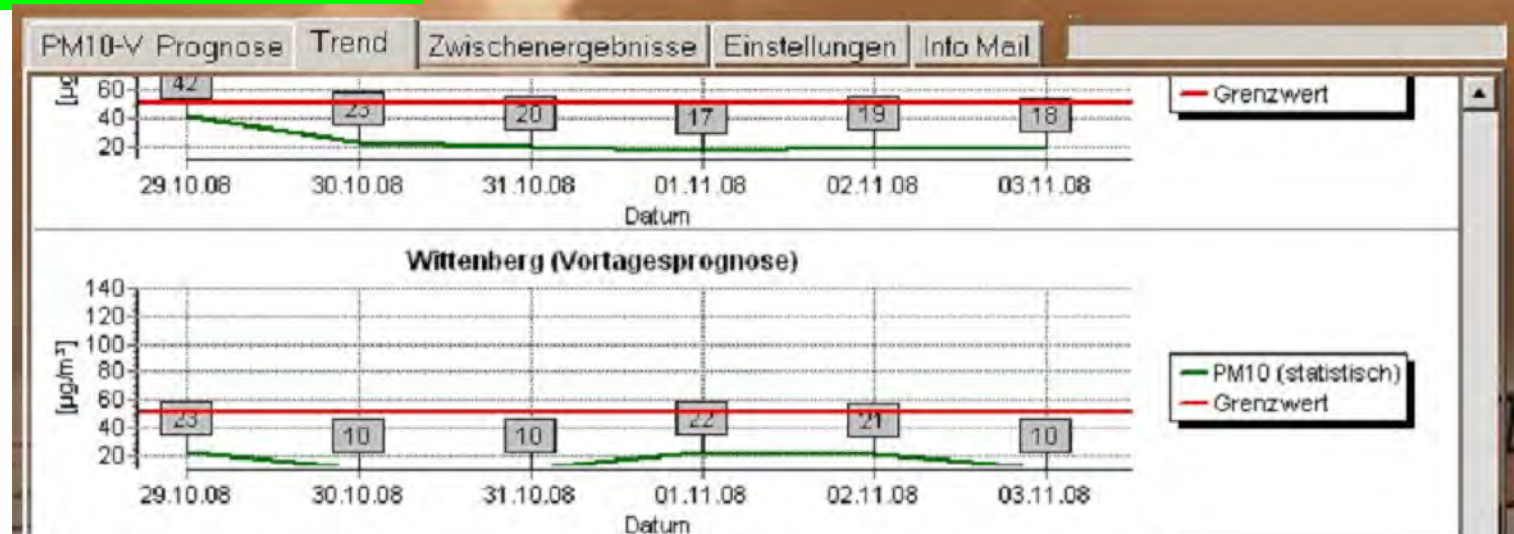 PM10-V Prognose Trend Zwischenergebnisse Einstellungen Info Mail
[µg
60
40
20
42 23 20 17 19 18
Grenzwert
29.10.08 30.10.08 31.10.08 01.11.08 02.11.08 03.11.08
Datum
Wittenberg (Vortagesprognose)
[µg/m³]
140
120
100
80
60
40
20
23 10 10 22 21 10
PM10 (statistisch)
Grenzwert
29.10.08 30.10.08 31.10.08 01.11.08 02.11.08 03.11.08
Datum